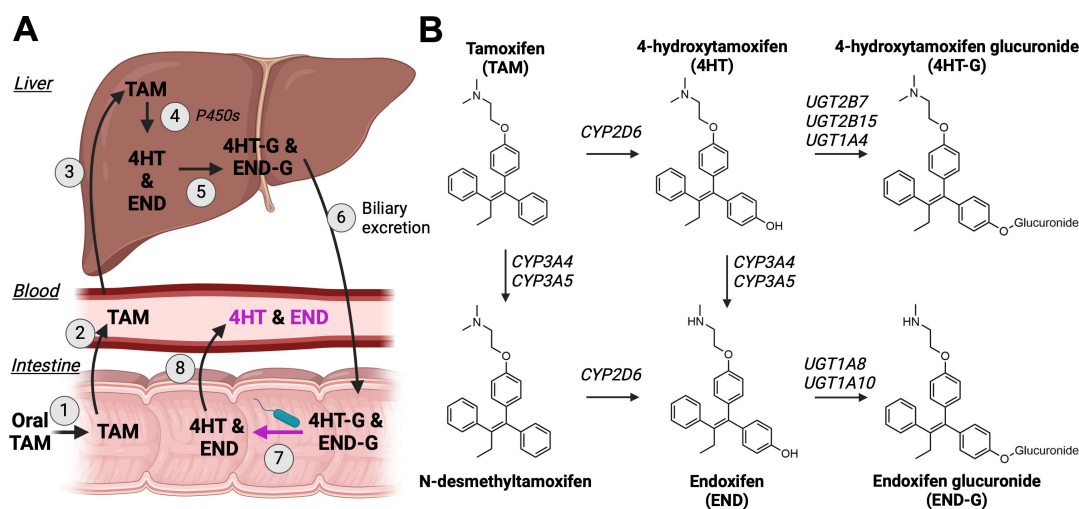 A
Liver
TAM
4
P450s
3
4HT
&
END
5
4HT-G &
END-G
6
Biliary
excretion
Blood
2
TAM
4HT & END
8
Intestine
1
Oral
TAM
TAM
4HT &
END
7
4HT-G &
END-G
B
Tamoxifen
(TAM)
4-hydroxytamoxifen
(4HT)
4-hydroxytamoxifen glucuronide
(4HT-G)
N
O
CYP2D6
N
O
OH
UGT2B7
UGT2B15
UGT1A4
N
O
O
Glucuronide
CYP3A4
CYP3A5
CYP3A4
CYP3A5
N
O
CYP2D6
HN
O
OH
UGT1A8
UGT1A10
HN
O
O
Glucuronide
N-desmethyltamoxifen
Endoxifen
(END)
Endoxifen glucuronide
(END-G)